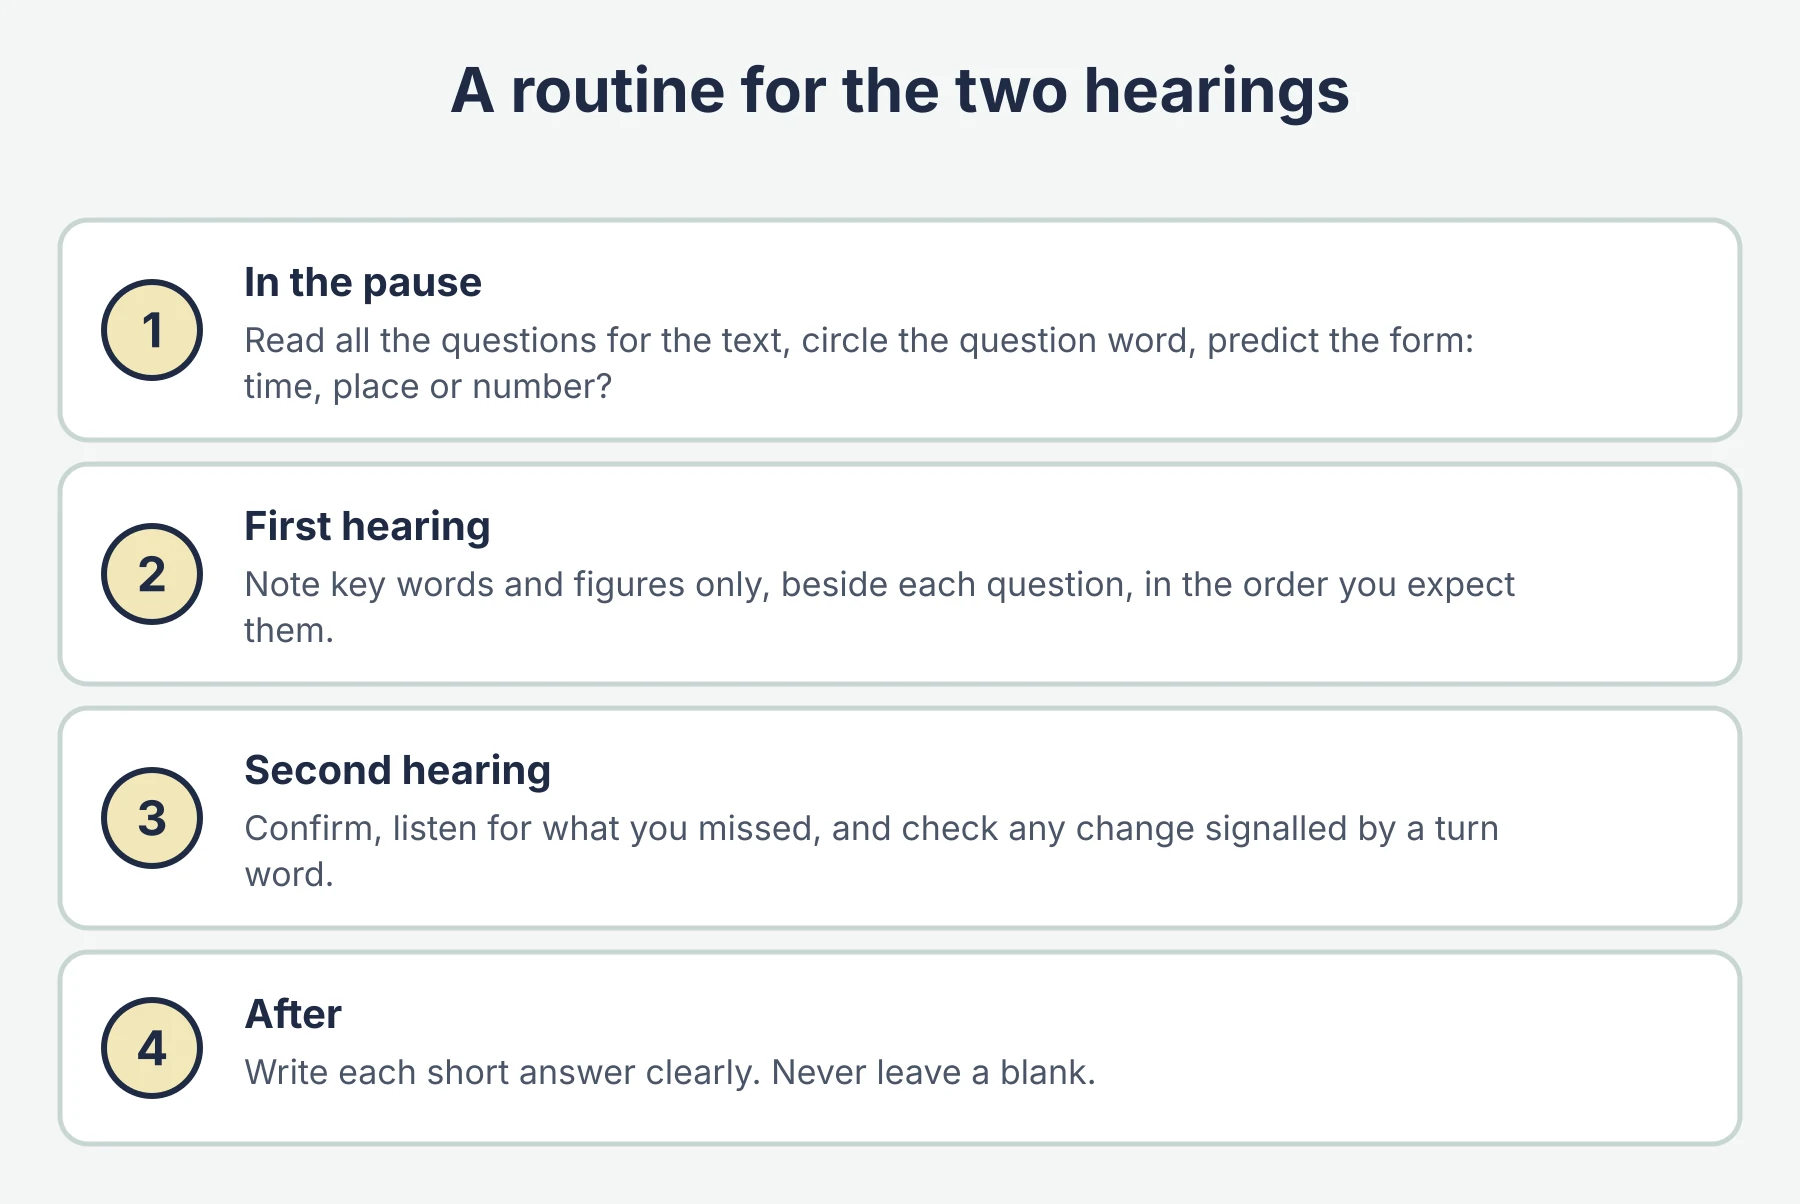 A routine for the two hearings
1
In the pause
Read all the questions for the text, circle the question word, predict the form:
time, place or number?
2
First hearing
Note key words and figures only, beside each question, in the order you expect
them.
3
Second hearing
Confirm, listen for what you missed, and check any change signalled by a turn
word.
4
After
Write each short answer clearly. Never leave a blank.